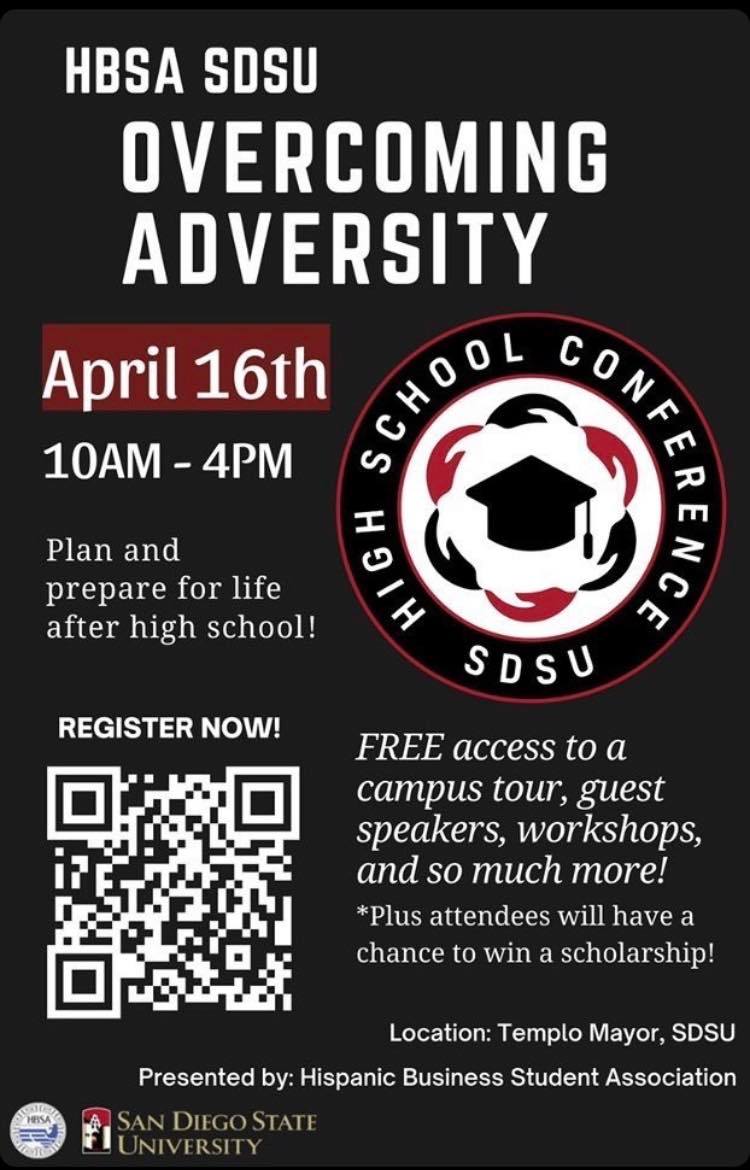 HBSA SDSU
OVERCOMING
ADVERSITY
April 16th
10AM - 4PM
Plan and
prepare for life
after high school!
HIGH SCHOOL CONFERENCE
SDSU
REGISTER NOW!
FREE access to a
campus tour, guest
speakers, workshops,
and so much more!
*Plus attendees will have a
chance to win a scholarship!
Location: Templo Mayor, SDSU
Presented by: Hispanic Business Student Association
HBSA
SAN DIEGO STATE
UNIVERSITY